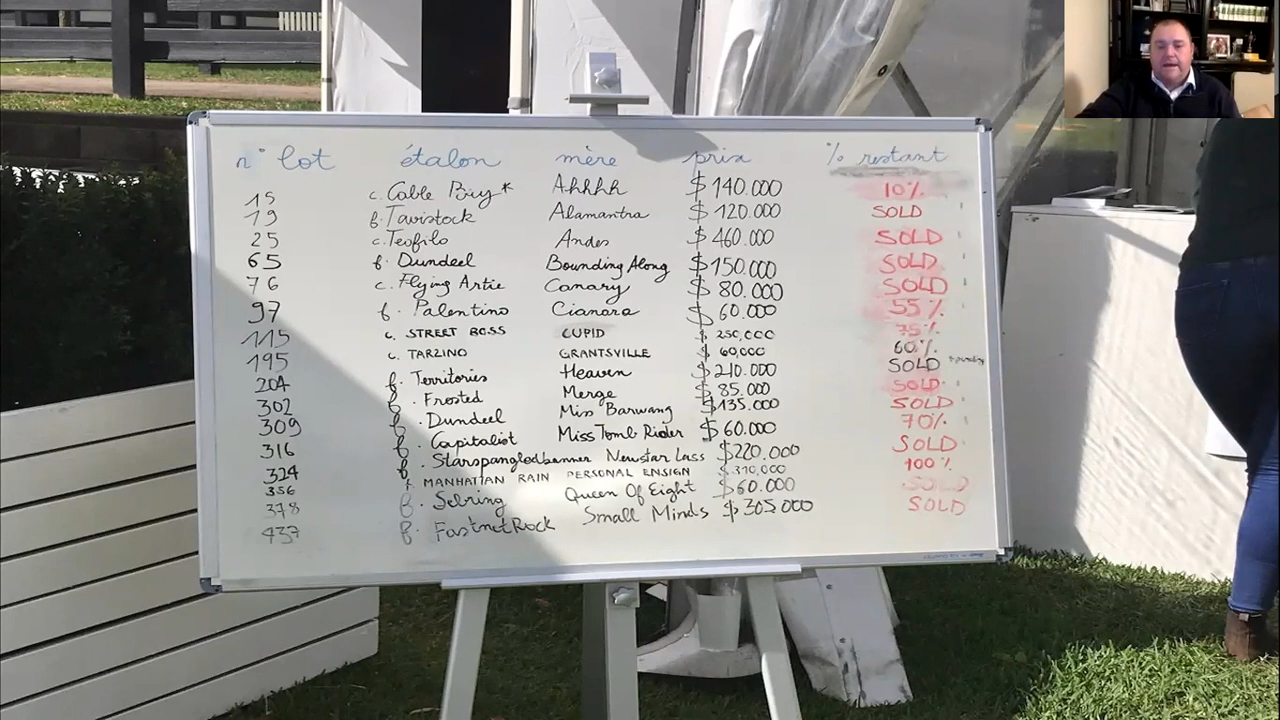 n° lot étalon mère prix % restant
15 c. Cable Bay* Ahhhh $140.000 10%
19 f. Tavistock Alamantra $120.000 SOLD
25 c. Teofilo Andes $460.000 SOLD
65 f. Dundeel Bounding Along $150.000 SOLD
76 c. Flying Artie Canary $80.000 SOLD
97 f. Palentino Cianara $60.000 55%
115 c. STREET BOSS CUPID $250,000 75%
195 c. TARZINO GRANTSVILLE $60,000 60%
204 f. Territories Heaven $210.000 SOLD
302 f. Frosted Merge $85.000 SOLD
309 f. Dundeel Miss Barwang $135.000 SOLD
316 f. Capitalist Miss Tomb Rider $60.000 70%
324 f. Starspangledbanner Newstar Lass $220.000 SOLD
356 f. MANHATTAN RAIN PERSONAL ENSIGN $310,000 100%
378 f. Sebring Queen Of Eight $60.000 SOLD
437 f. Fastnet Rock Small Minds $305.000 SOLD